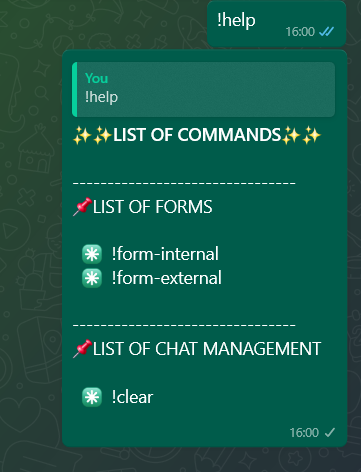 !help
16:00
You
!help
✨✨LIST OF COMMANDS✨✨
--------------------------------
📌LIST OF FORMS
✳️ !form-internal
✳️ !form-external
--------------------------------
📌LIST OF CHAT MANAGEMENT
✳️ !clear
16:00